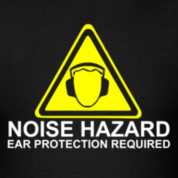 NOISE HAZARD
EAR PROTECTION REQUIRED